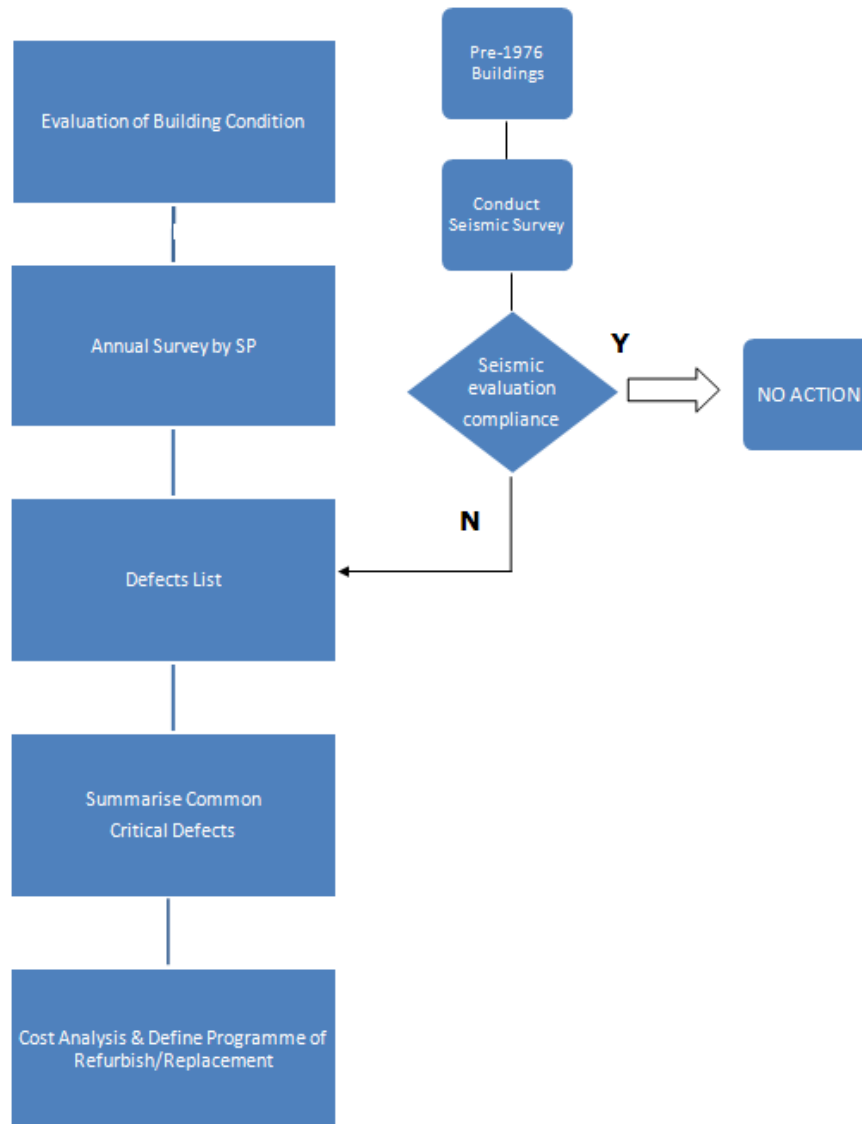 Evaluation of Building Condition
Annual Survey by SP
Defects List
Summarise Common
Critical Defects
Cost Analysis & Define Programme of
Refurbish/Replacement
Pre-1976
Buildings
Conduct
Seismic Survey
Seismic
evaluation
compliance
Y
NO ACTION
N